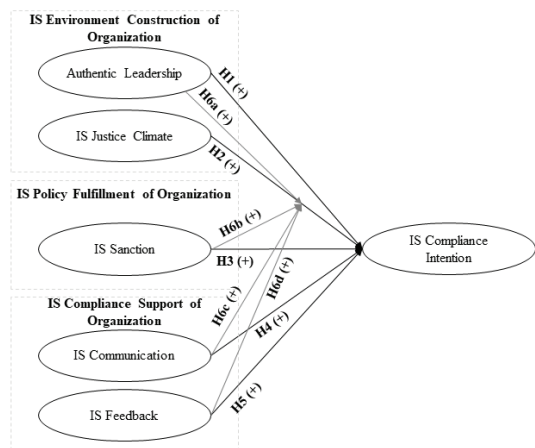 IS Environment Construction of
Organization
Authentic Leadership
H1 (+)
H6a (+)
IS Justice Climate
H2 (+)
IS Policy Fulfillment of Organization
H6b (+)
IS Sanction
H3 (+)
IS Compliance
Intention
H6c (+)
H6d (+)
IS Compliance Support of
Organization
IS Communication
H4 (+)
IS Feedback
H5 (+)